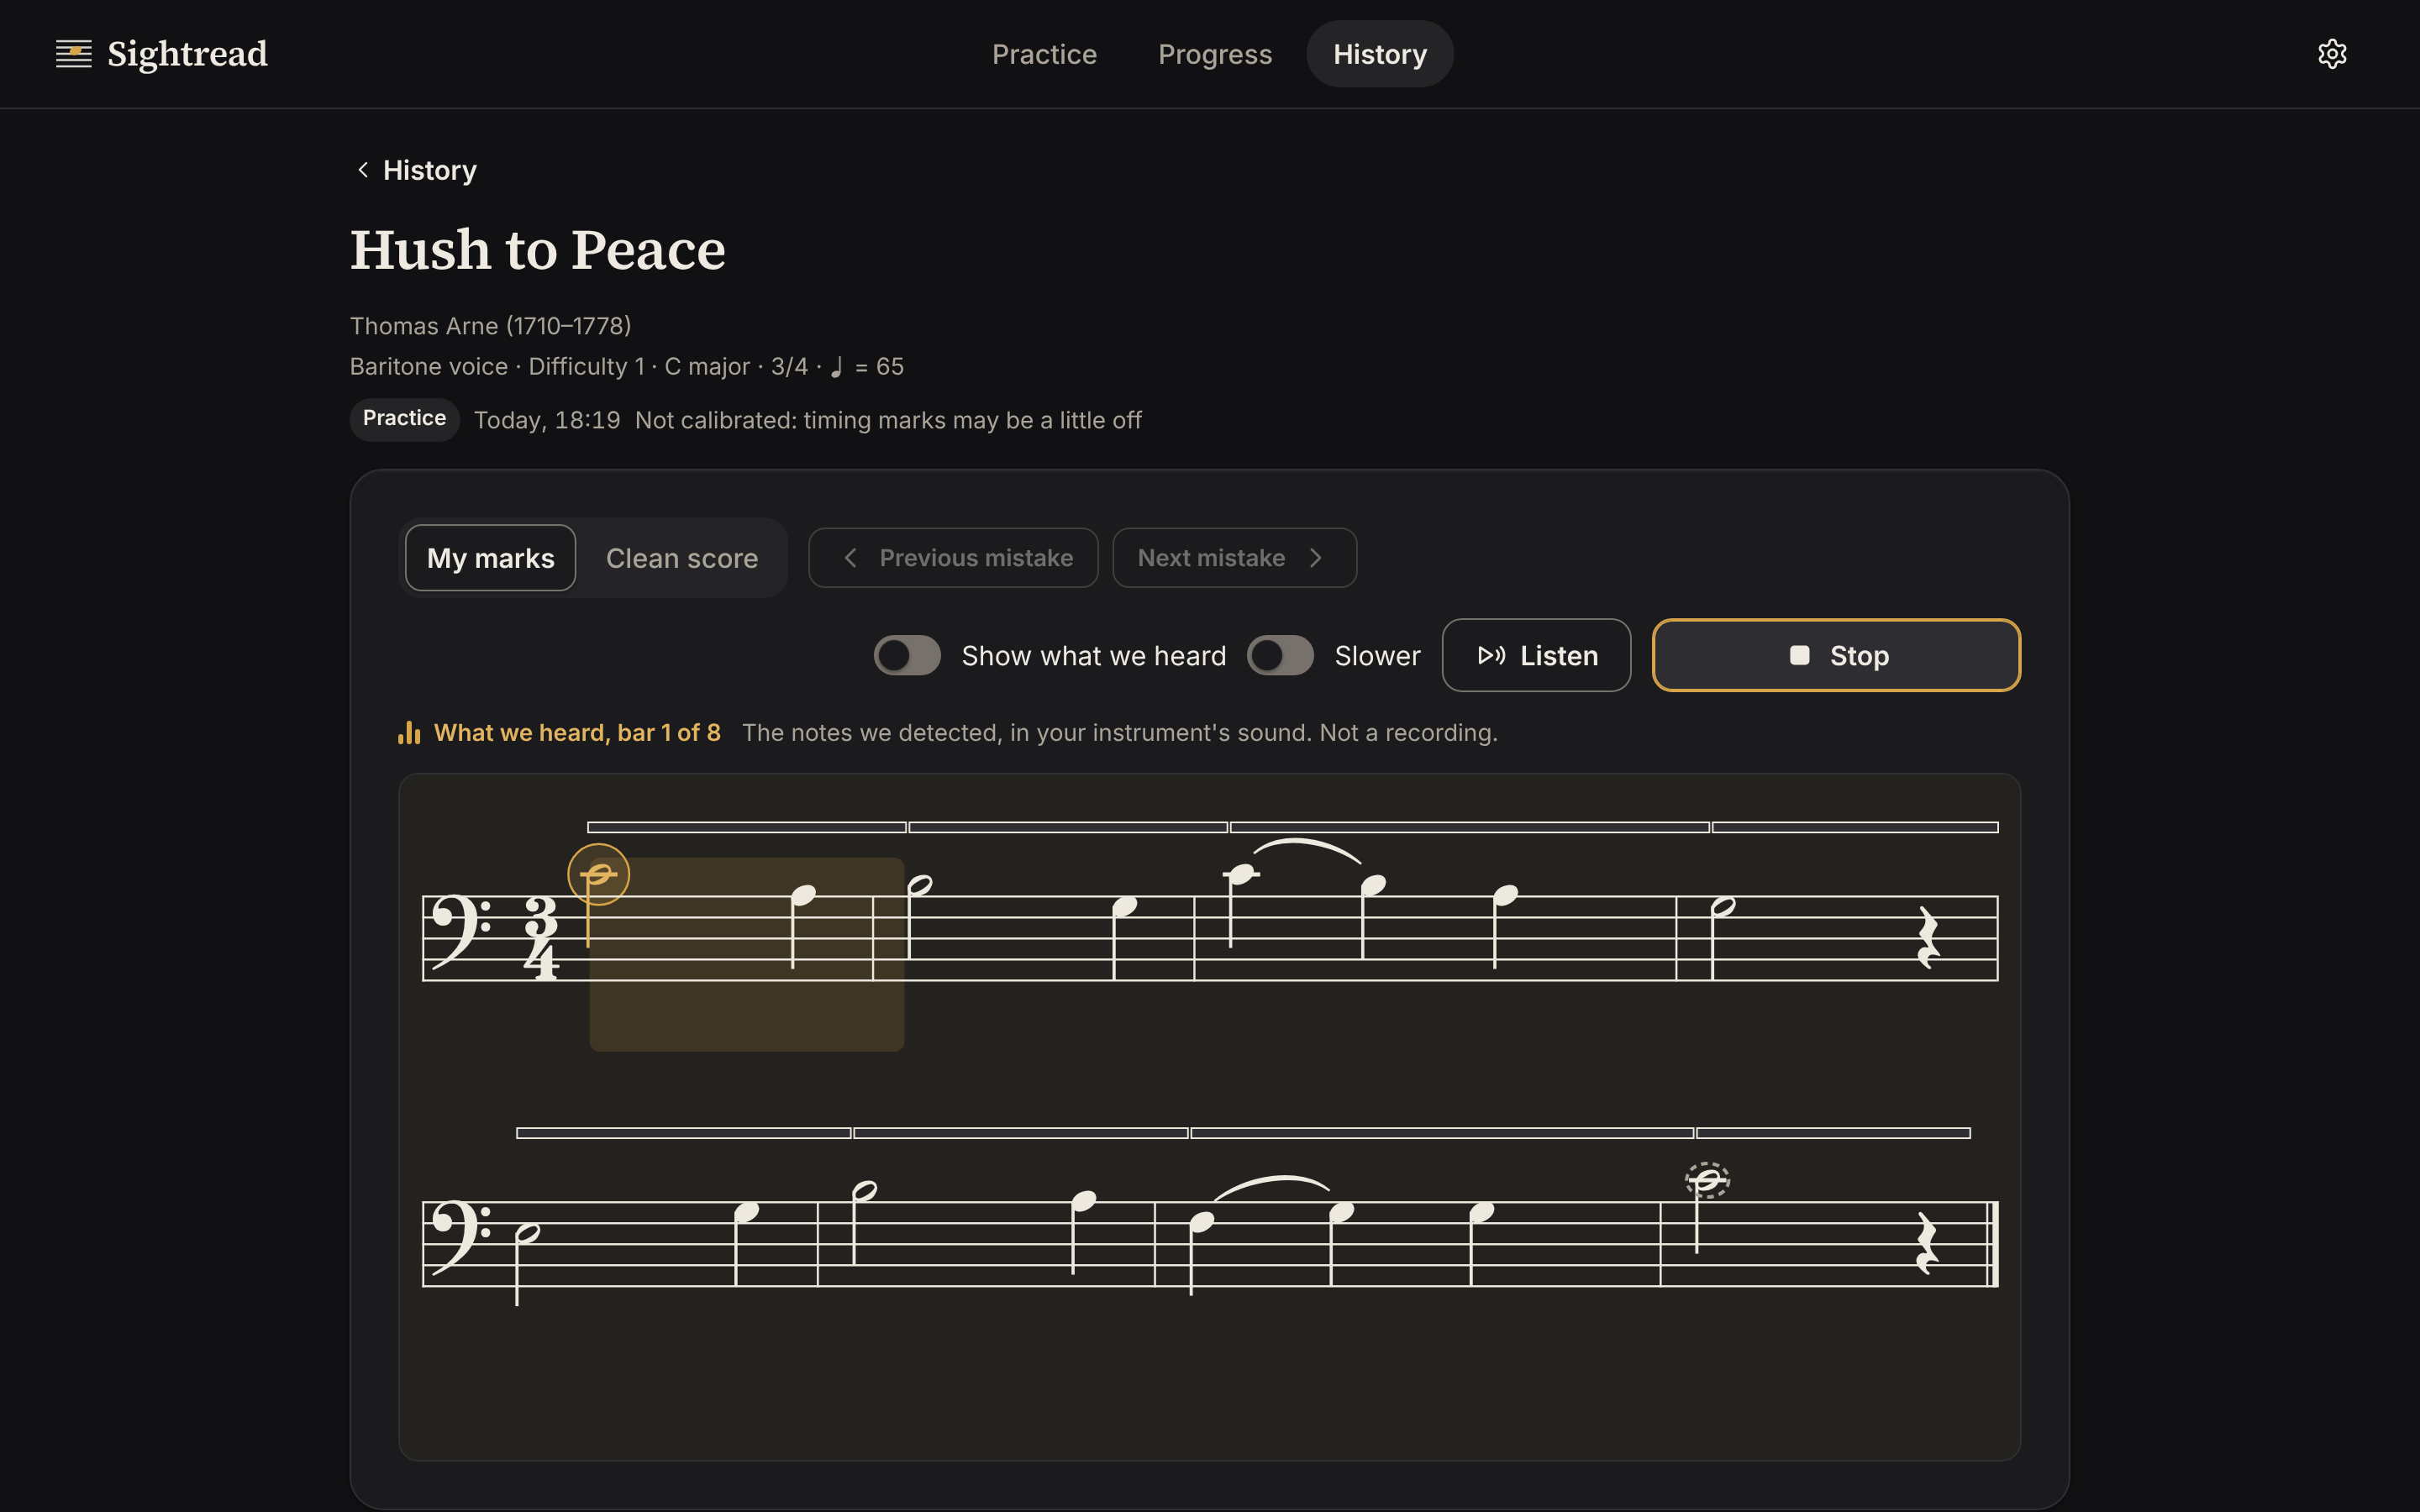 Sightread
Practice
Progress
History
History
Hush to Peace
Thomas Arne (1710–1778)
Baritone voice · Difficulty 1 · C major · 3/4 · ♩ = 65
Practice Today, 18:19 Not calibrated: timing marks may be a little off
My marks Clean score Previous mistake Next mistake
Show what we heard Slower Listen Stop
What we heard, bar 1 of 8 The notes we detected, in your instrument's sound. Not a recording.
3
4